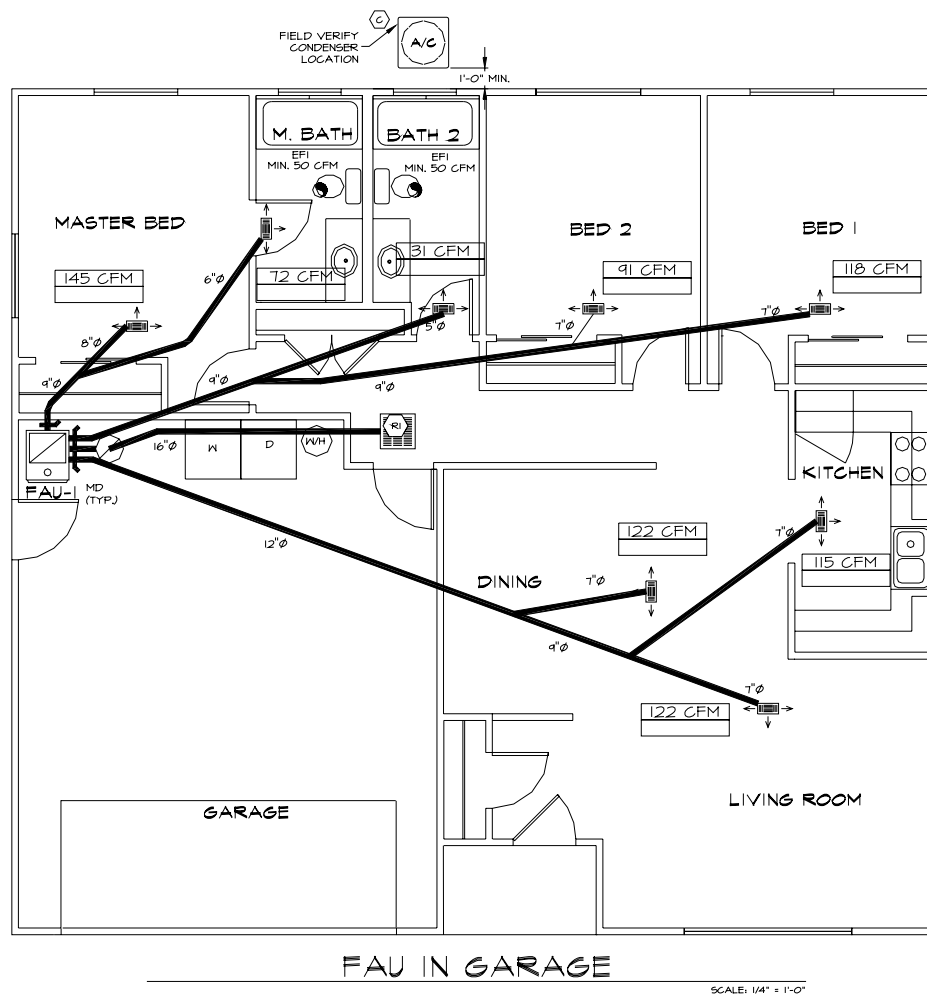 C
FIELD VERIFY
CONDENSER
LOCATION
A/C
1'-0" MIN.
M. BATH
BATH 2
EFI
MIN. 50 CFM
EFI
MIN. 50 CFM
MASTER BED
BED 2
BED 1
145 CFM
6"Ø
72 CFM
31 CFM
91 CFM
118 CFM
8"Ø
5"Ø
7"Ø
7"Ø
9"Ø
9"Ø
9"Ø
16"Ø
W
D
W/H
R1
FAU-1
MD
(TYP.)
KITCHEN
12"Ø
122 CFM
7"Ø
115 CFM
DINING
7"Ø
9"Ø
7"Ø
122 CFM
LIVING ROOM
GARAGE
FAU IN GARAGE
SCALE: 1/4" = 1'-0"